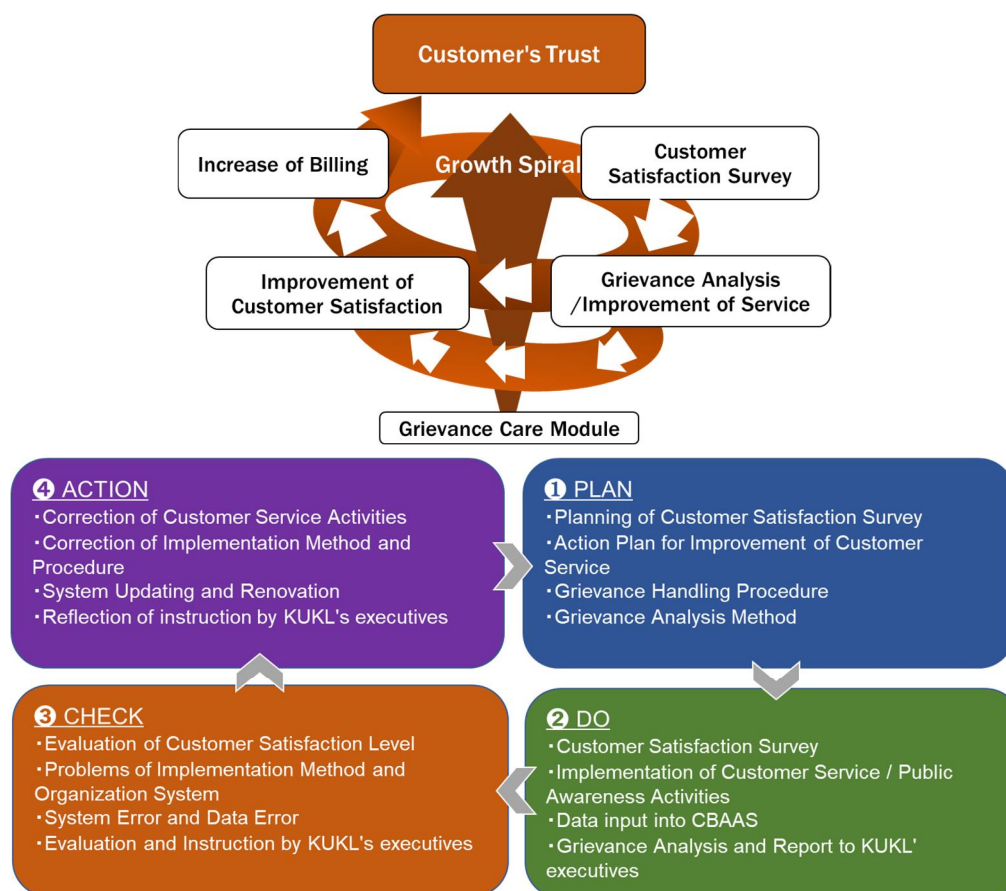 Customer's Trust
Growth Spiral
Increase of Billing
Customer
Satisfaction Survey
Improvement of
Customer Satisfaction
Grievance Analysis
/Improvement of Service
Grievance Care Module
❹ ACTION
・Correction of Customer Service Activities
・Correction of Implementation Method and
Procedure
・System Updating and Renovation
・Reflection of instruction by KUKL's executives
❶ PLAN
・Planning of Customer Satisfaction Survey
・Action Plan for Improvement of Customer
Service
・Grievance Handling Procedure
・Grievance Analysis Method
❸ CHECK
・Evaluation of Customer Satisfaction Level
・Problems of Implementation Method and
Organization System
・System Error and Data Error
・Evaluation and Instruction by KUKL's executives
❷ DO
・Customer Satisfaction Survey
・Implementation of Customer Service / Public
Awareness Activities
・Data input into CBAAS
・Grievance Analysis and Report to KUKL'
executives